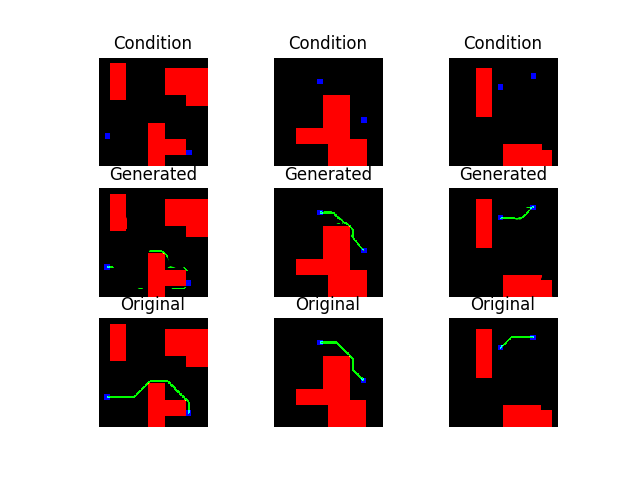 Condition
Condition
Condition
Generated
Generated
Generated
Original
Original
Original